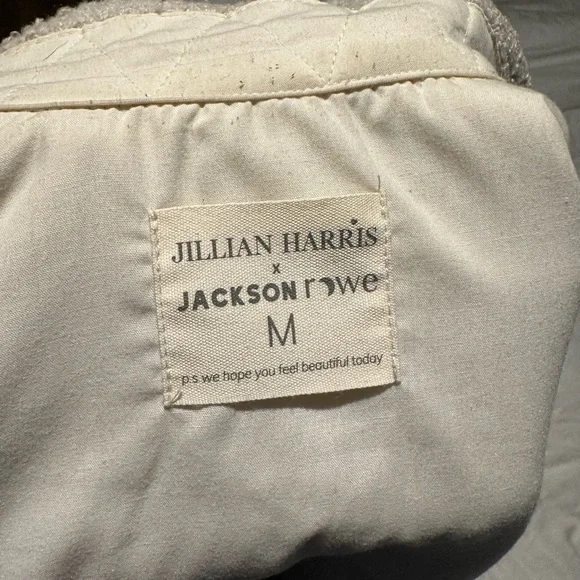 JILLIAN HARRIS
x
JACKSON rowe
M
p.s we hope you feel beautiful today